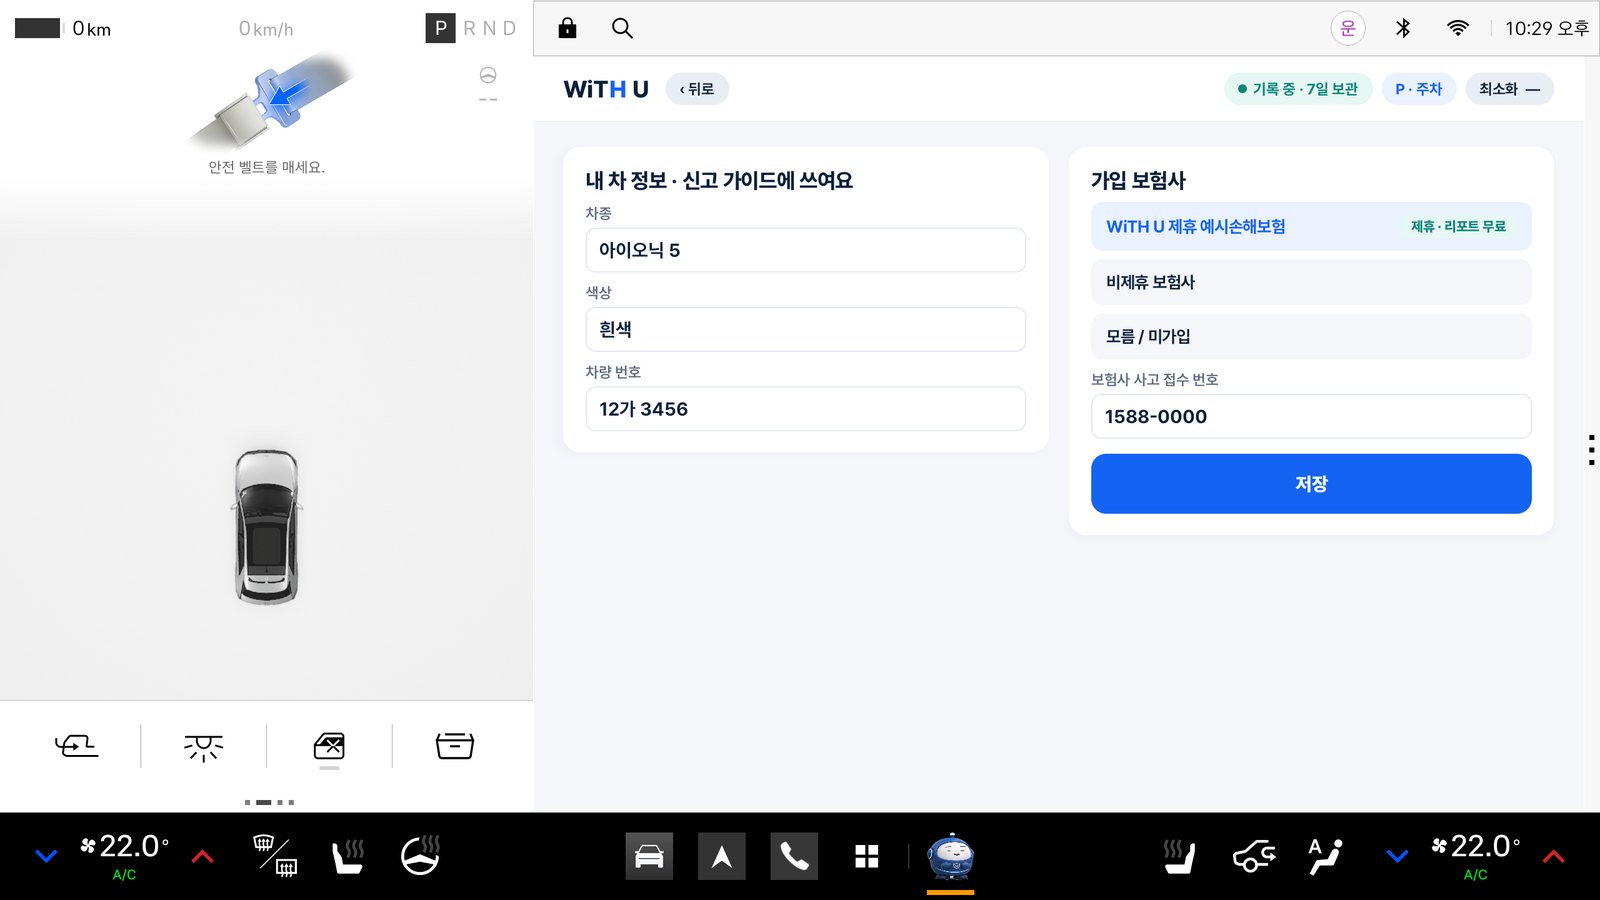 0 km
0 km/h
P R N D
안전 벨트를 매세요.
운
10:29 오후
WiTH U
‹ 뒤로
● 기록 중 · 7일 보관
P · 주차
최소화 —
내 차 정보 · 신고 가이드에 쓰여요
차종
아이오닉 5
색상
흰색
차량 번호
12가 3456
가입 보험사
WiTH U 제휴 예시손해보험
제휴 · 리포트 무료
비제휴 보험사
모름 / 미가입
보험사 사고 접수 번호
1588-0000
저장
22.0°
A/C
A
22.0°
A/C